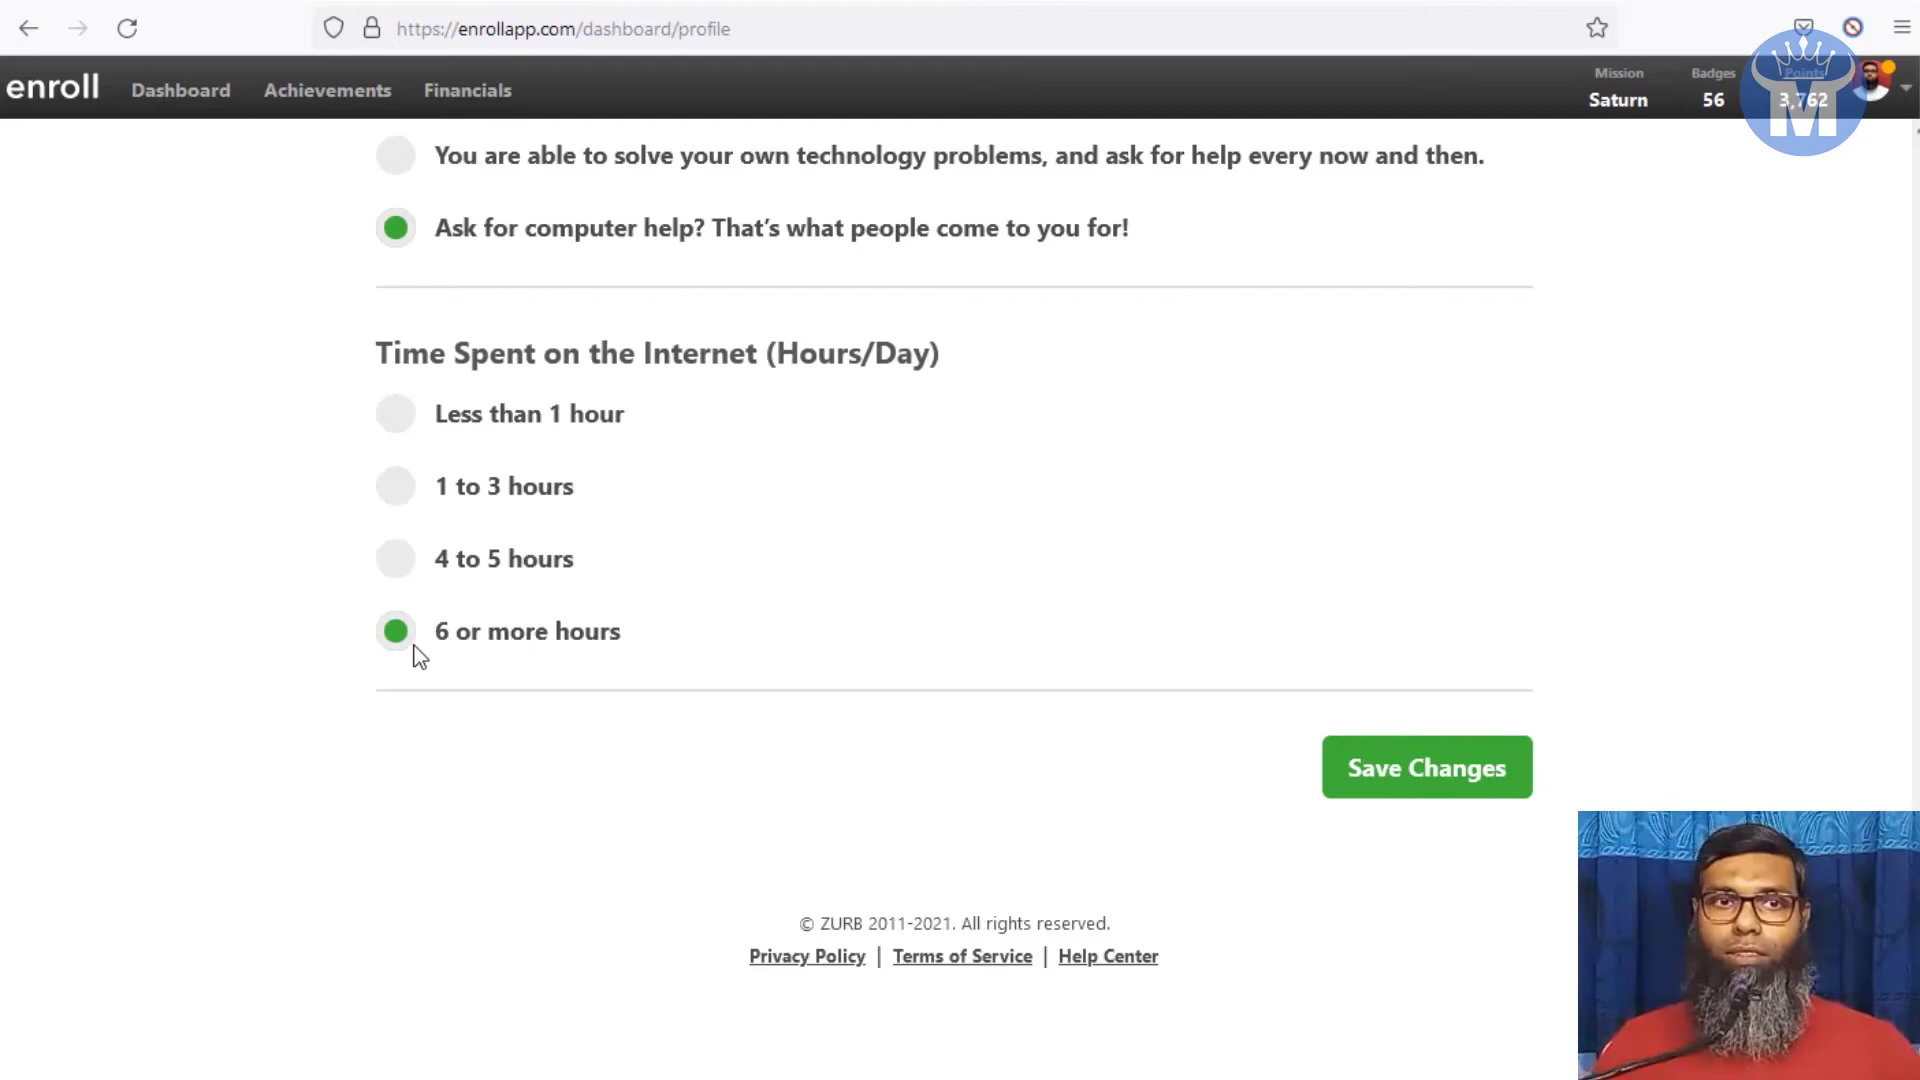 https://enrollapp.com/dashboard/profile
enroll
Dashboard
Achievements
Financials
Mission
Saturn
Badges
56
Points
3,762
M
You are able to solve your own technology problems, and ask for help every now and then.
Ask for computer help? That’s what people come to you for!
Time Spent on the Internet (Hours/Day)
Less than 1 hour
1 to 3 hours
4 to 5 hours
6 or more hours
Save Changes
© ZURB 2011-2021. All rights reserved.
Privacy Policy | Terms of Service | Help Center